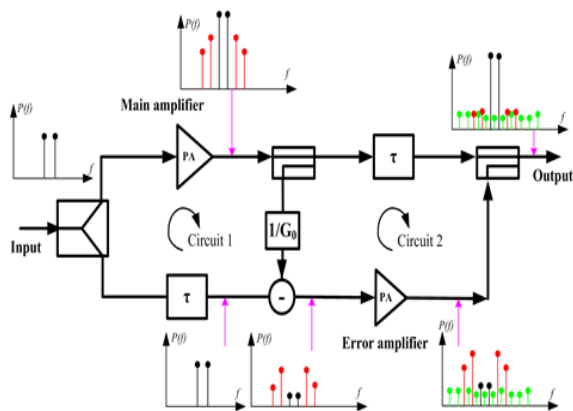 P(f)
f
P(f)
f
P(f)
f
Main amplifier
PA
τ
Output
Input
Circuit 1
1/G₀
Circuit 2
τ
-
PA
Error amplifier
P(f)
f
P(f)
f
P(f)
f